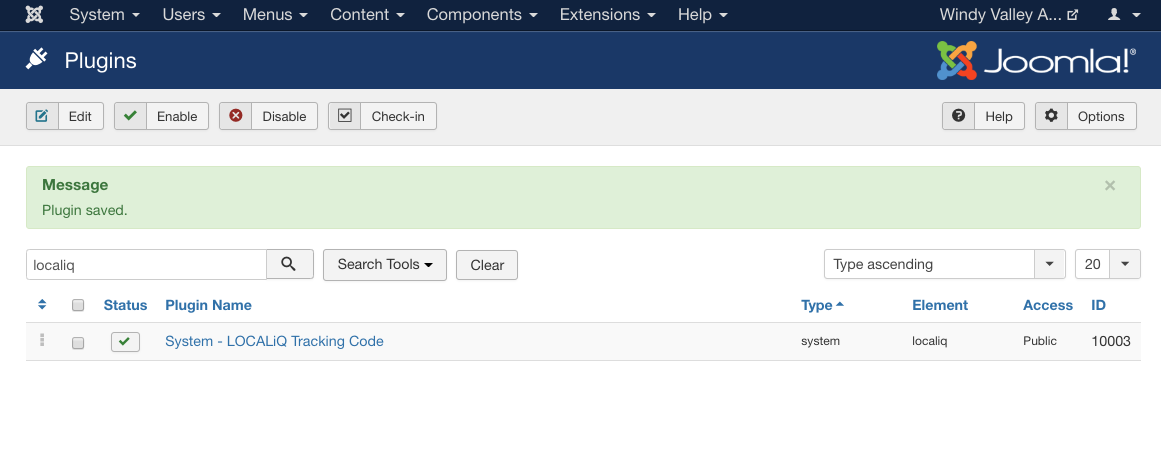 System Users Menus Content Components Extensions Help Windy Valley A...
Plugins Joomla!®
Edit Enable Disable Check-in Help Options
Message ×
Plugin saved.
localiq Search Tools Clear Type ascending 20
Status Plugin Name Type Element Access ID
System - LOCALiQ Tracking Code system localiq Public 10003